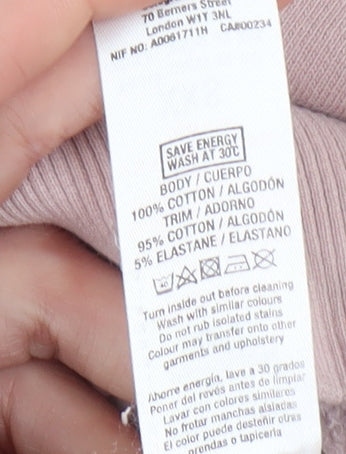 70 Berners Street
London W1T 3NL
NIF NO: A0061711H CA#00234
SAVE ENERGY
WASH AT 30°C
BODY / CUERPO
100% COTTON / ALGODÓN
TRIM / ADORNO
95% COTTON / ALGODÓN
5% ELASTANE / ELASTANO
40
Turn inside out before cleaning
Wash with similar colours
Do not rub isolated stains
Colour may transfer onto other
garments and upholstery
Ahorre energía, lave a 30 grados
Poner del revés antes de limpiar
Lavar con colores similares
No frotar manchas aisladas
El color puede desteñir otras
prendas o tapicería